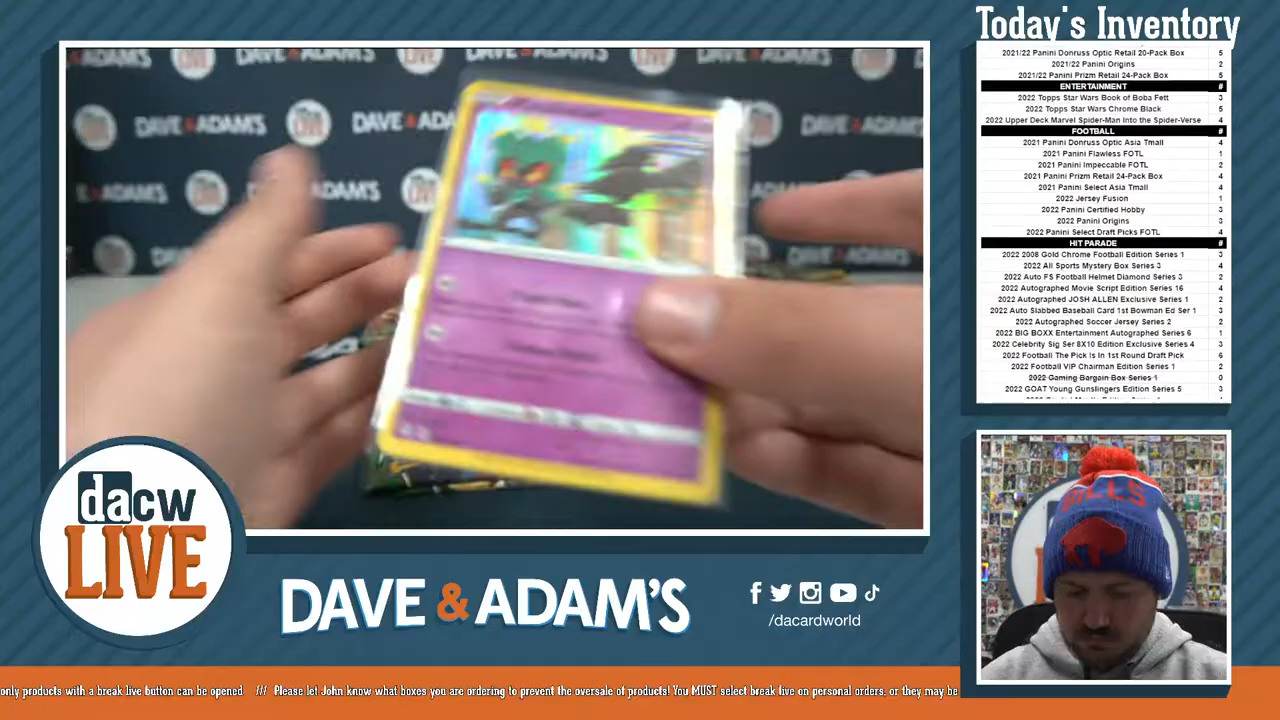 Today's Inventory
2021/22 Panini Donruss Optic Retail 20-Pack Box 5
2021/22 Panini Origins 2
2021/22 Panini Prizm Retail 24-Pack Box 5
ENTERTAINMENT #
2022 Topps Star Wars Book of Boba Fett 3
2022 Topps Star Wars Chrome Black 5
2022 Upper Deck Marvel Spider-Man Into the Spider-Verse 4
FOOTBALL #
2021 Panini Donruss Optic Asia Tmall 4
2021 Panini Flawless FOTL 1
2021 Panini Impeccable FOTL 2
2021 Panini Prizm Retail 24-Pack Box 4
2021 Panini Select Asia Tmall 4
2022 Jersey Fusion 1
2022 Panini Certified Hobby 3
2022 Panini Origins 3
2022 Panini Select Draft Picks FOTL 4
HIT PARADE #
2022 2008 Gold Chrome Football Edition Series 1 3
2022 All Sports Mystery Box Series 3 4
2022 Auto FS Football Helmet Diamond Series 3 2
2022 Autographed Movie Script Edition Series 16 4
2022 Autographed JOSH ALLEN Exclusive Series 1 2
2022 Auto Slabbed Baseball Card 1st Bowman Ed Ser 1 3
2022 Autographed Soccer Jersey Series 2 2
2022 BIG BOXX Entertainment Autographed Series 6 1
2022 Celebrity Sig Ser 8X10 Edition Exclusive Series 4 3
2022 Football The Pick Is In 1st Round Draft Pick 6
2022 Football VIP Chairman Edition Series 1 2
2022 Gaming Bargain Box Series 1 0
2022 GOAT Young Gunslingers Edition Series 5 3
DAVE & ADAM'S
DAVE & ADAM'S
DAVE & ADAM'S
BILLS
dacw
LIVE
DAVE & ADAM'S
/dacardworld
only products with a break live button can be opened /// Please let John know what boxes you are ordering to prevent the oversale of products! You MUST select break live on personal orders, or they may be